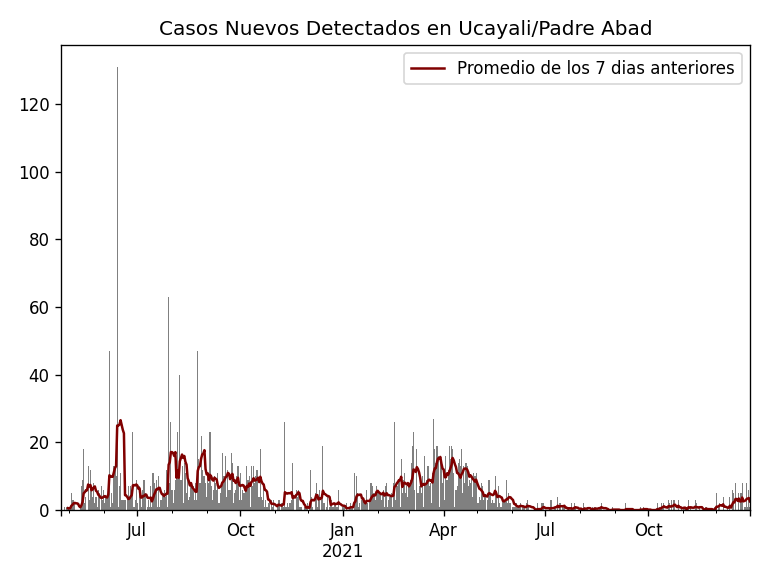 Casos Nuevos Detectados en Ucayali/Padre Abad
Promedio de los 7 dias anteriores
120
100
80
60
40
20
0
Jul
Oct
Jan
2021
Apr
Jul
Oct